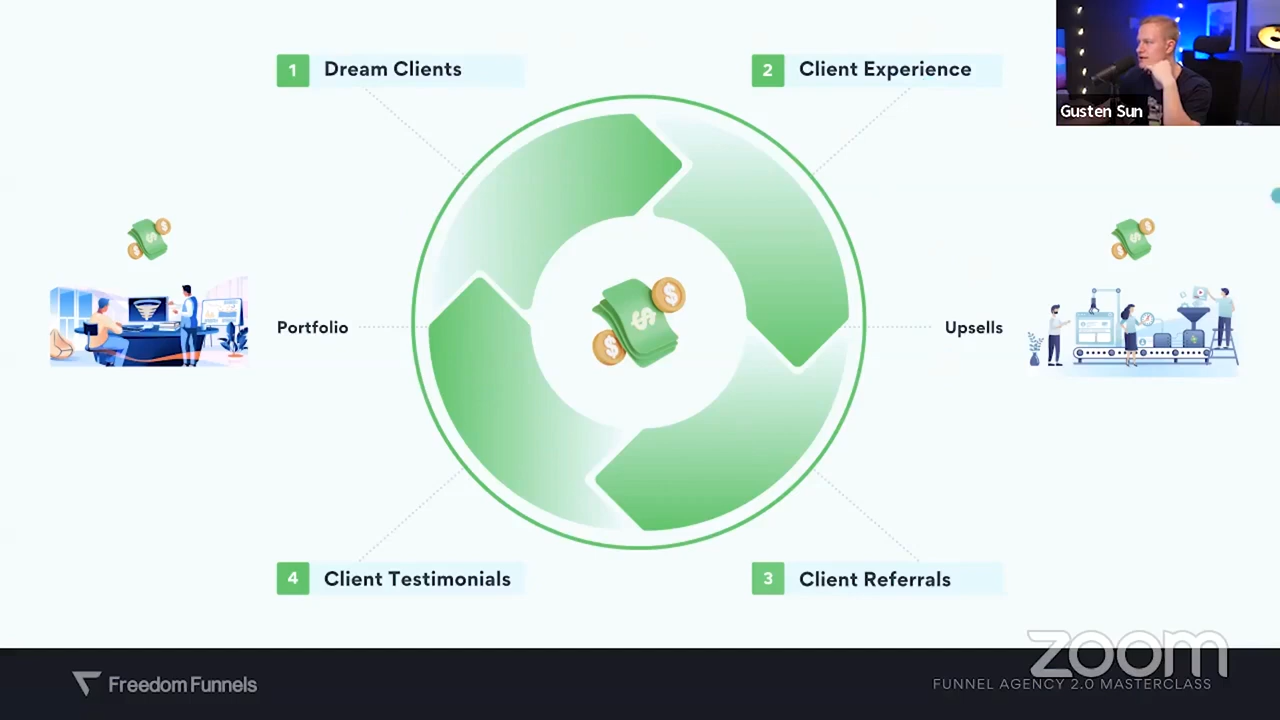 1 Dream Clients
2 Client Experience
Gusten Sun
Portfolio
Upsells
4 Client Testimonials
3 Client Referrals
zoom
Freedom Funnels
FUNNEL AGENCY 2.0 MASTERCLASS